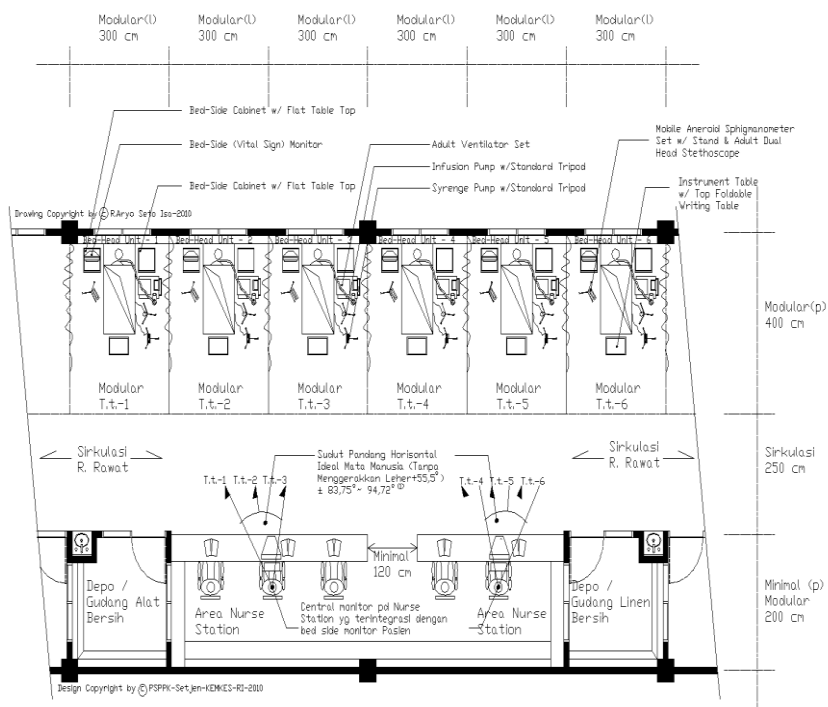 Modular(l)
300 cm
Modular(l)
300 cm
Modular(l)
300 cm
Modular(l)
300 cm
Modular(l)
300 cm
Modular(l)
300 cm
Bed-Side Cabinet w/ Flat Table Top
Bed-Side (Vital Sign) Monitor
Bed-Side Cabinet w/ Flat Table Top
Adult Ventilator Set
Infusion Pump w/Standard Tripod
Syrenge Pump w/Standard Tripod
Mobile Aneroid Sphigmanometer
Set w/ Stand & Adult Dual
Head Stethoscope
Instrument Table
w/ Top Foldable
Writing Table
Drawing Copyright by © R.Aryo Seto Isa-2010
Bed-Head Unit - 1
Bed-Head Unit - 2
Bed-Head Unit - 3
Bed-Head Unit - 4
Bed-Head Unit - 5
Bed-Head Unit - 6
Modular(p)
400 cm
Modular
T.t.-1
Modular
T.t.-2
Modular
T.t.-3
Modular
T.t.-4
Modular
T.t.-5
Modular
T.t.-6
Sirkulasi
R. Rawat
Sudut Pandang Horisontal
Ideal Mata Manusia (Tanpa
Menggerakkan Leher+55,5°)
± 83,75°~ 94,72°
Sirkulasi
R. Rawat
Sirkulasi
250 cm
T.t.-1 T.t.-2 T.t.-3
T.t.-4 T.t.-5 T.t.-6
Minimal
120 cm
Depo /
Gudang Alat
Bersih
Area Nurse
Station
Central monitor pd Nurse
Station yg terintegrasi dengan
bed side monitor Pasien
Area Nurse
Station
Depo /
Gudang Linen
Bersih
Minimal (p)
Modular
200 cm
Design Copyright by © PSPPK-Setjen-KEMKES-RI-2010